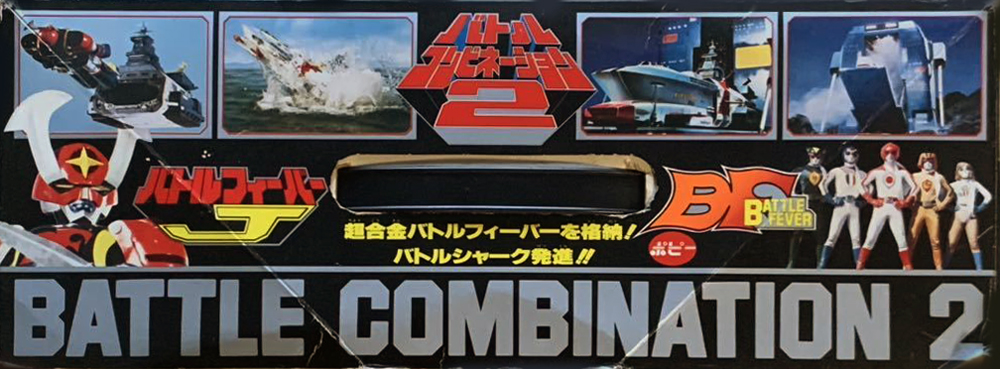 バトル
コンビネーション
2
バトルフィーバー
J
超合金バトルフィーバーを格納!
バトルシャーク発進!!
BF
BATTLE
FEVER
ポピー
BATTLE COMBINATION 2